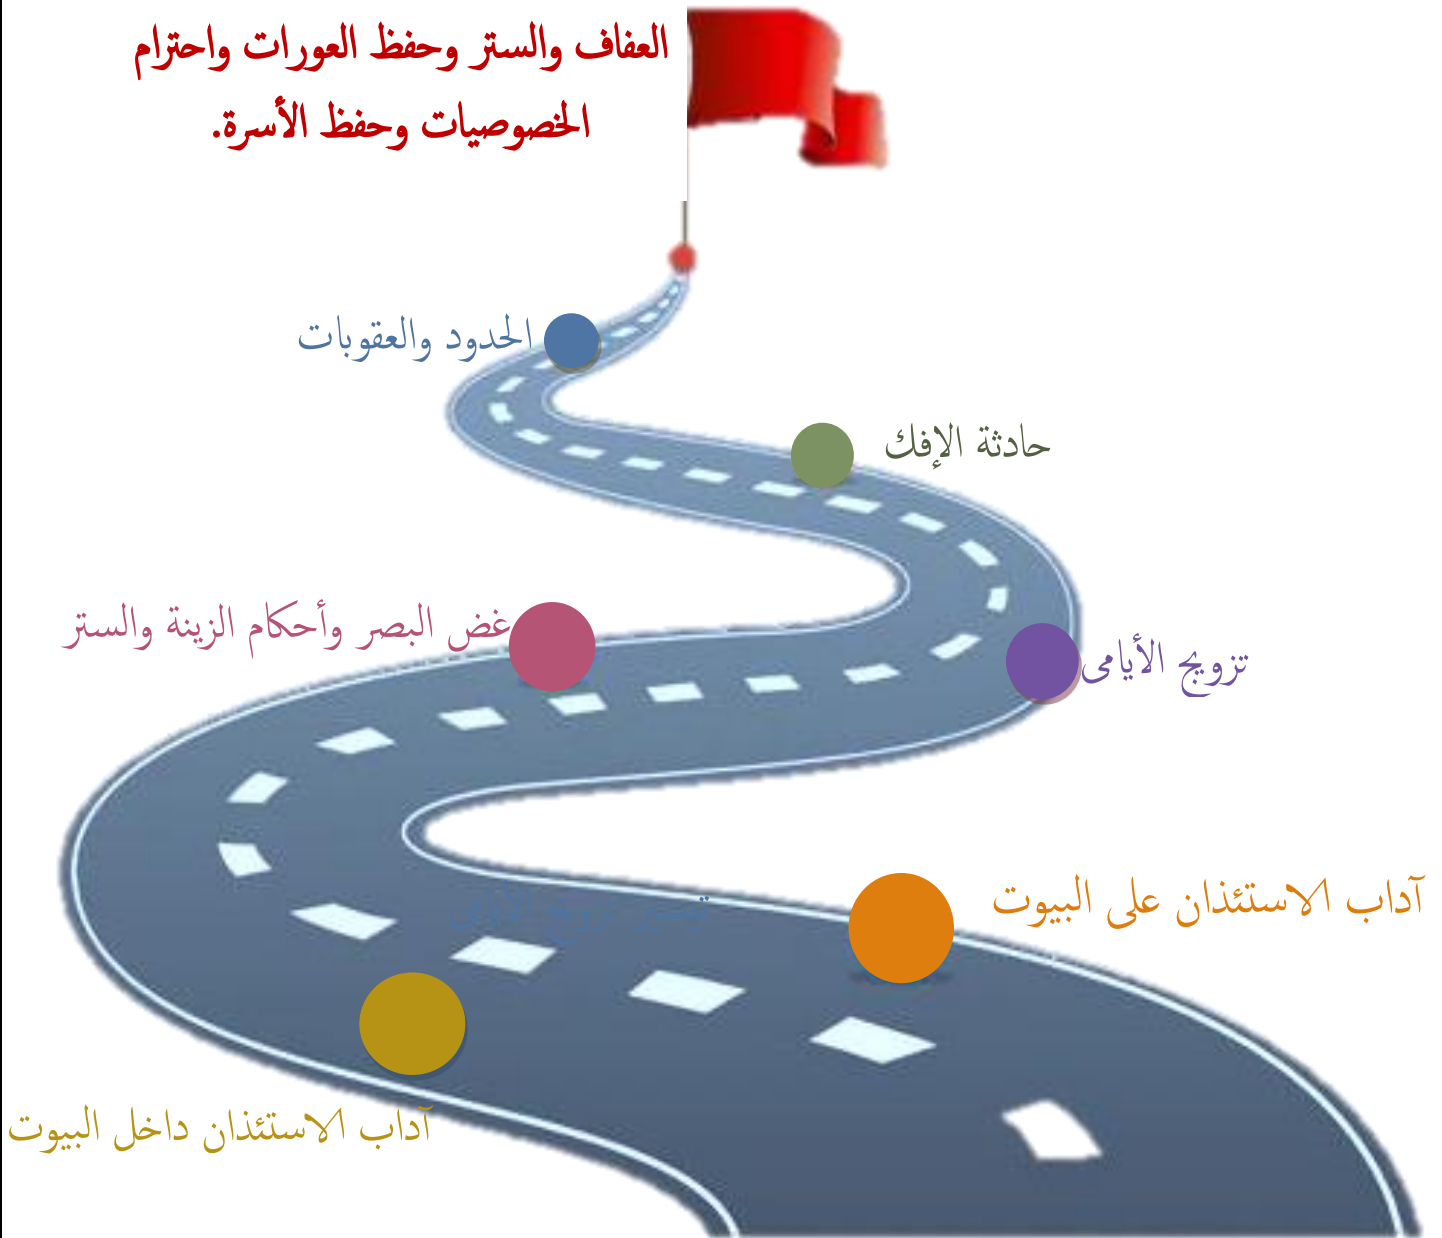 العفاف والستر وحفظ العورات واحترام
الخصوصيات وحفظ الأسرة.
الحدود والعقوبات
حادثة الإفك
غض البصر وأحكام الزينة والستر
تزويج الأيامى
آداب الاستئذان على البيوت
آداب الاستئذان داخل البيوت